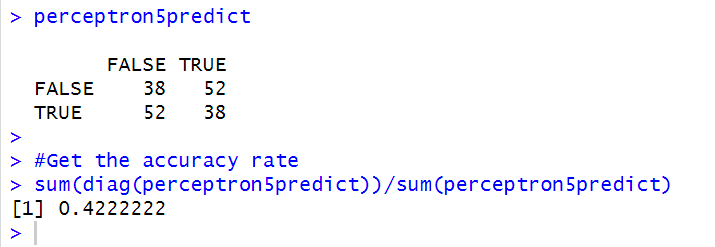 > perceptron5predict
FALSE TRUE
FALSE 38 52
TRUE 52 38
>
> #Get the accuracy rate
> sum(diag(perceptron5predict))/sum(perceptron5predict)
[1] 0.4222222
>